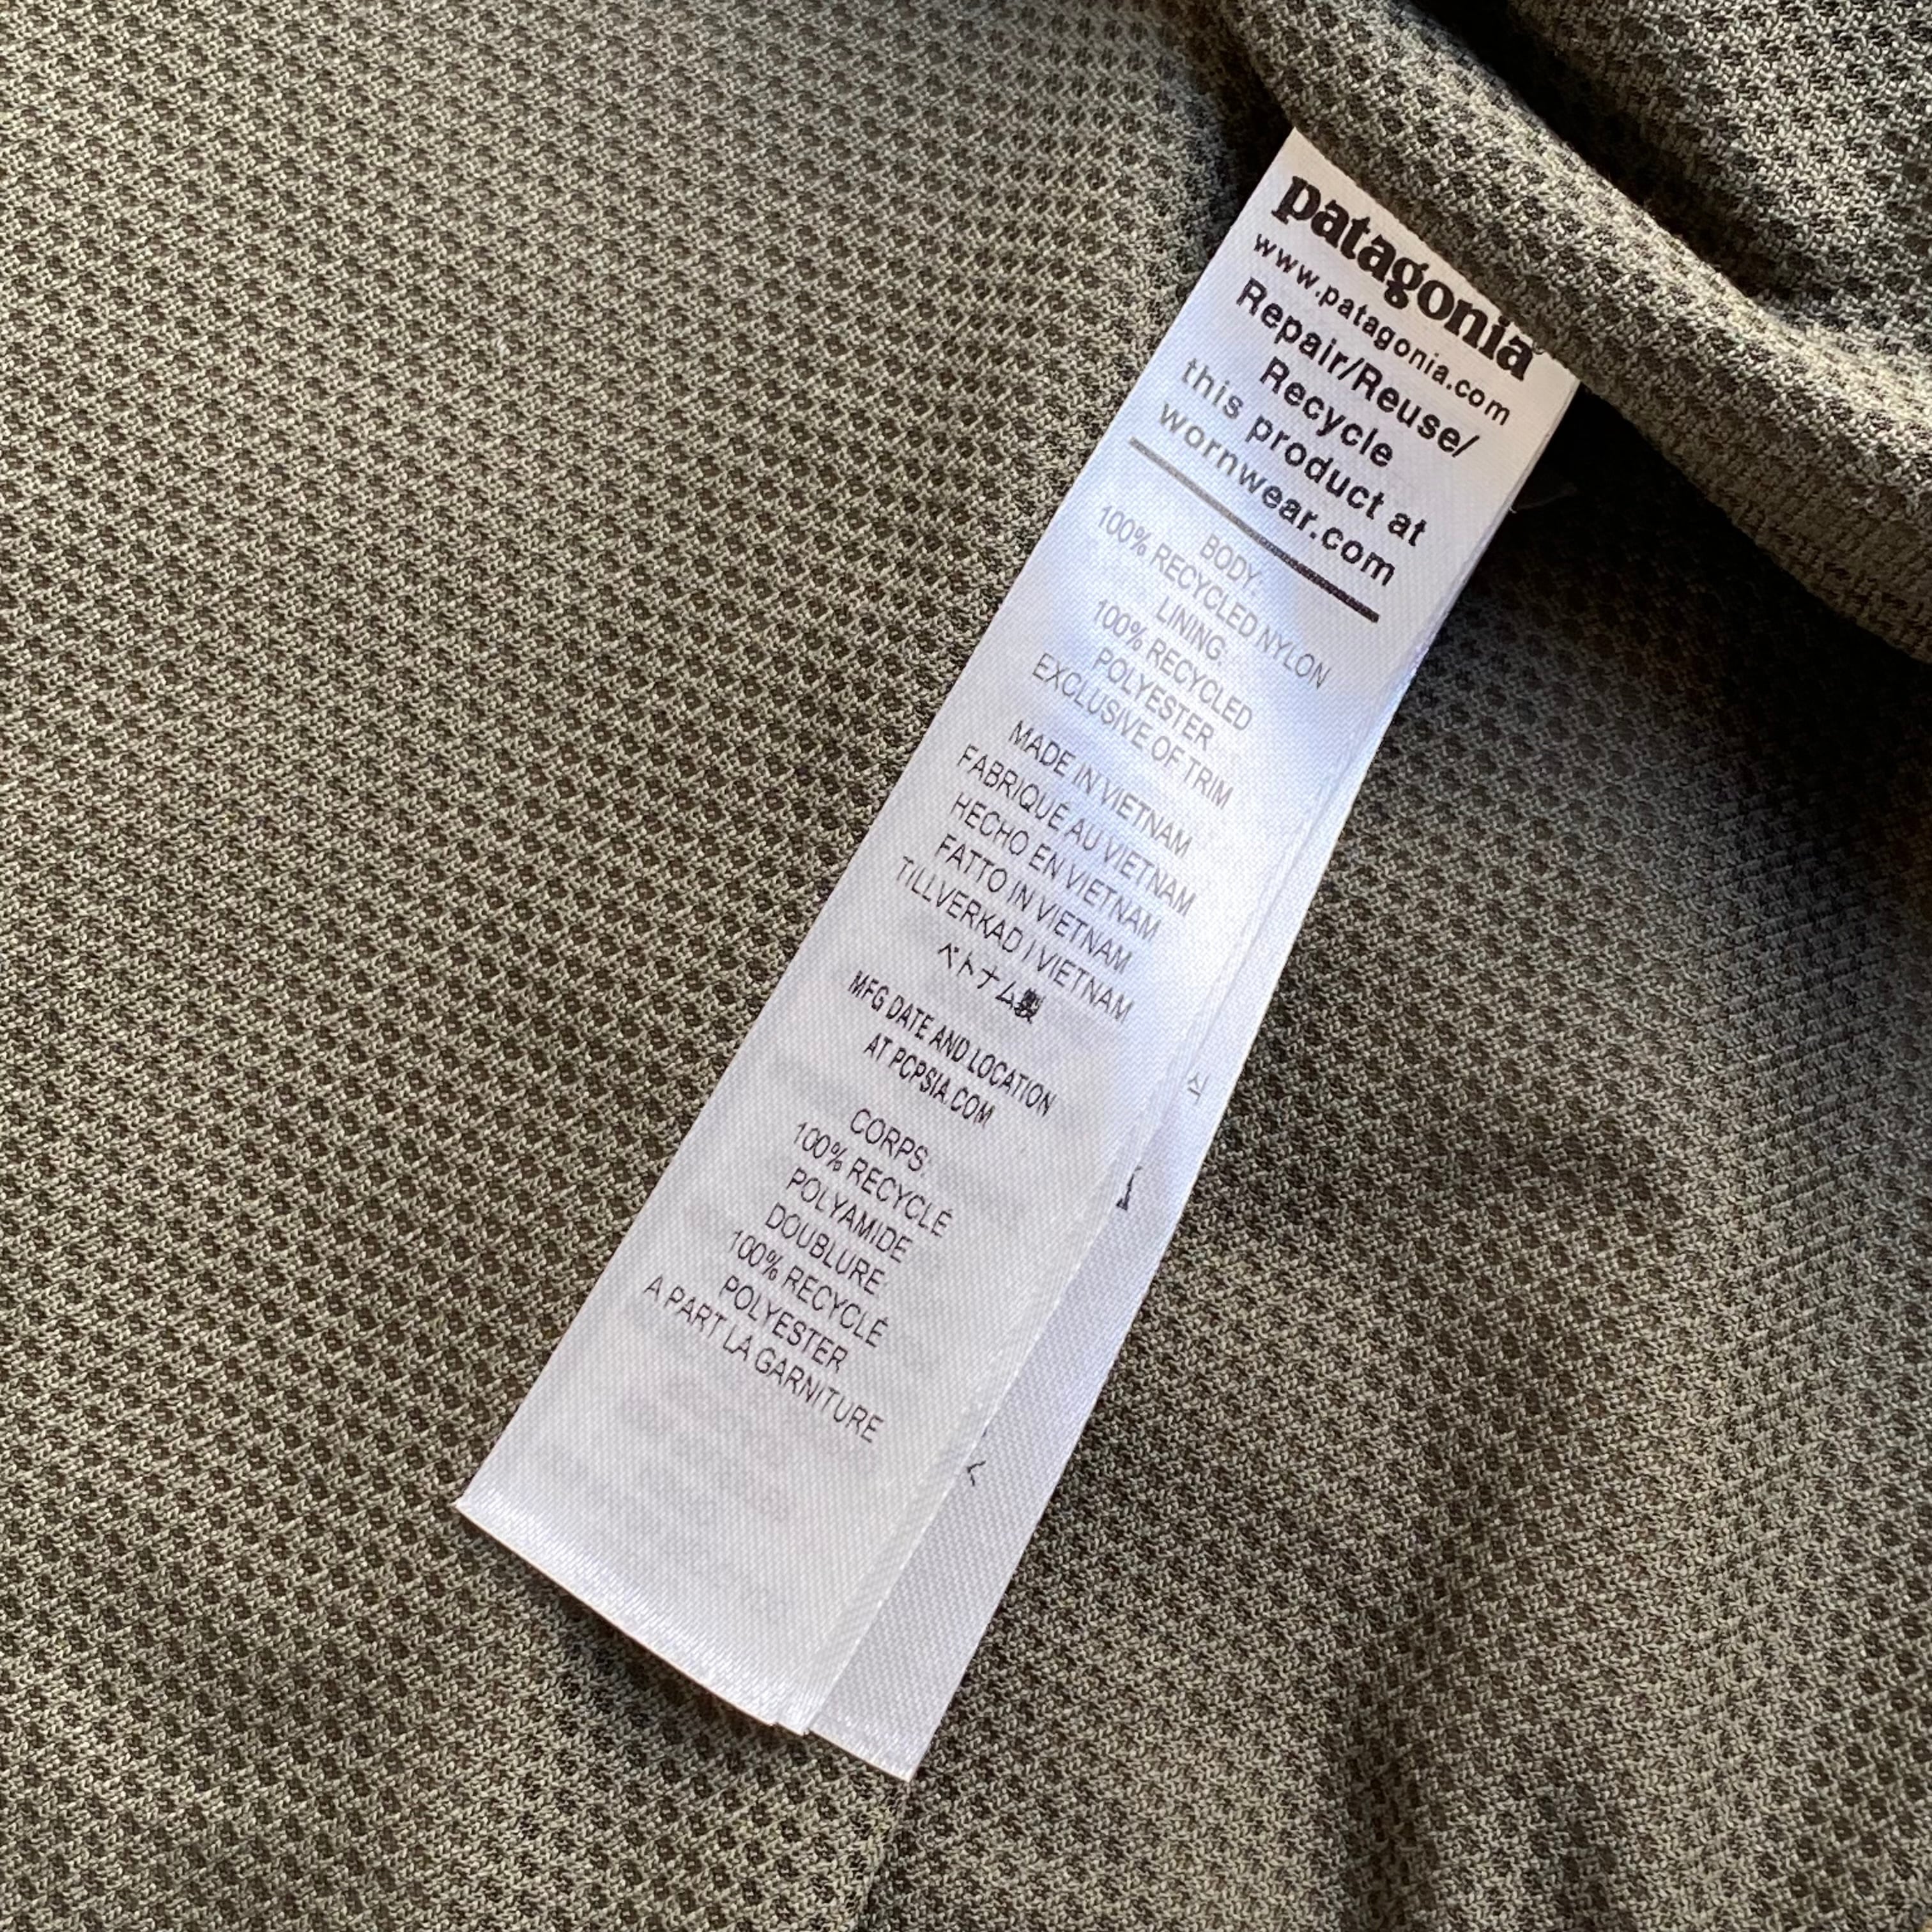 patagonia®
www.patagonia.com
Repair/Reuse/
Recycle
this product at
wornwear.com
BODY:
100% RECYCLED NYLON
LINING:
100% RECYCLED
POLYESTER
EXCLUSIVE OF TRIM
MADE IN VIETNAM
FABRIQUÉ AU VIETNAM
HECHO EN VIETNAM
FATTO IN VIETNAM
TILLVERKAD I VIETNAM
ベトナム製
MFG DATE AND LOCATION
AT PCPSIA.COM
CORPS:
100% RECYCLÉ
POLYAMIDE
DOUBLURE:
100% RECYCLÉ
POLYESTER
A PART LA GARNITURE